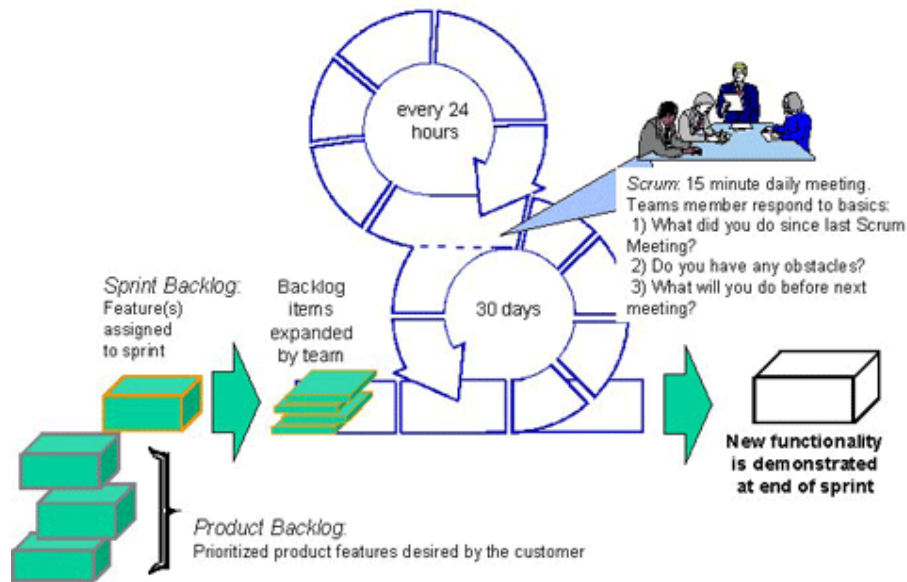 every 24
hours
Scrum: 15 minute daily meeting.
Teams member respond to basics:
1) What did you do since last Scrum
Meeting?
2) Do you have any obstacles?
3) What will you do before next
meeting?
Sprint Backlog:
Feature(s)
assigned
to sprint
Backlog
items
expanded
by team
30 days
New functionality
is demonstrated
at end of sprint
Product Backlog:
Prioritized product features desired by the customer